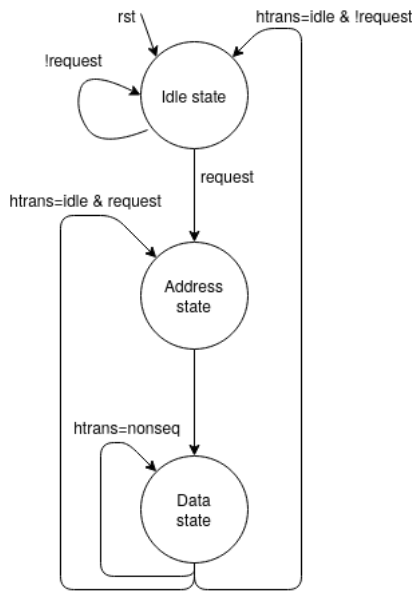 rst
htrans=idle & !request
!request
Idle state
request
htrans=idle & request
Address
state
htrans=nonseq
Data
state